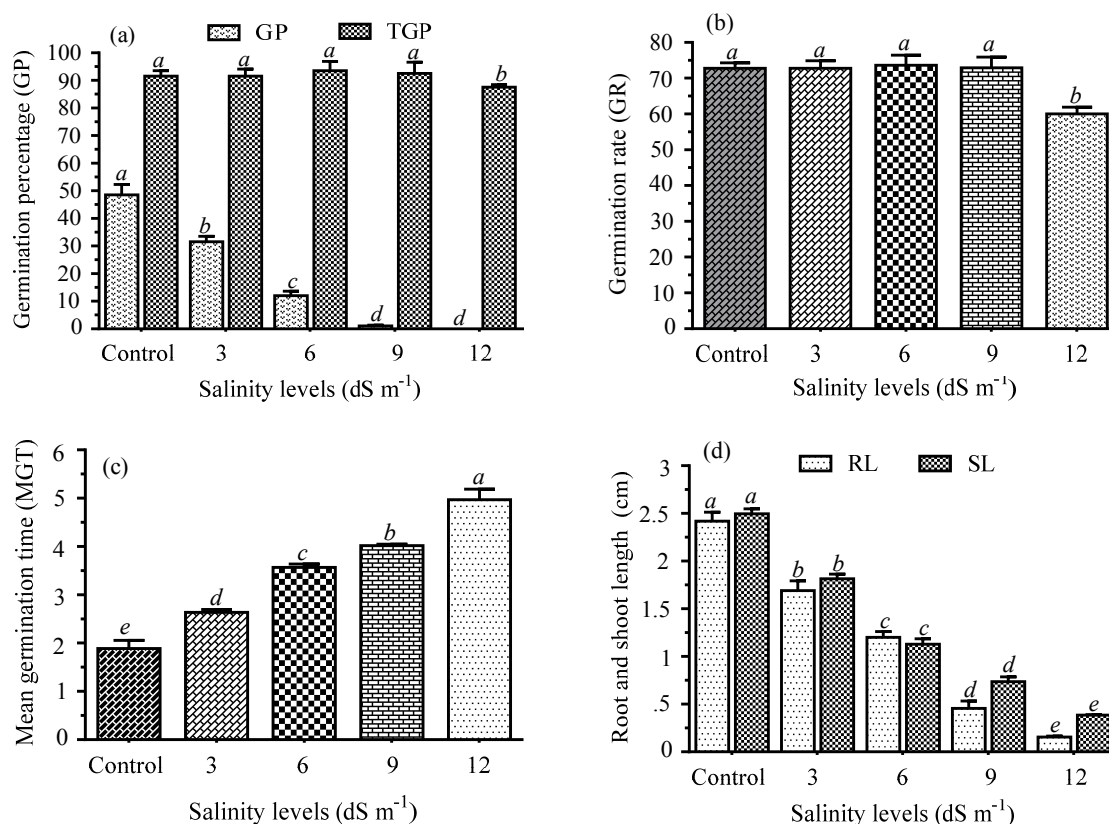 (a)
GP
TGP
Germination percentage (GP)
100
90
80
70
60
50
40
30
20
10
0
a
a
b
a
c
a
d
a
d
b
Control 3 6 9 12
Salinity levels (dS m⁻¹)
(b)
Germination rate (GR)
80
70
60
50
40
30
20
10
0
a a a a b
Control 3 6 9 12
Salinity levels (dS m⁻¹)
(c)
Mean germination time (MGT)
6
5
4
3
2
1
0
e d c b a
Control 3 6 9 12
Salinity levels (dS m⁻¹)
(d)
RL
SL
Root and shoot length (cm)
3
2.5
2
1.5
1
.5
0
a a b b c c d d e e
Control 3 6 9 12
Salinity levels (dS m⁻¹)